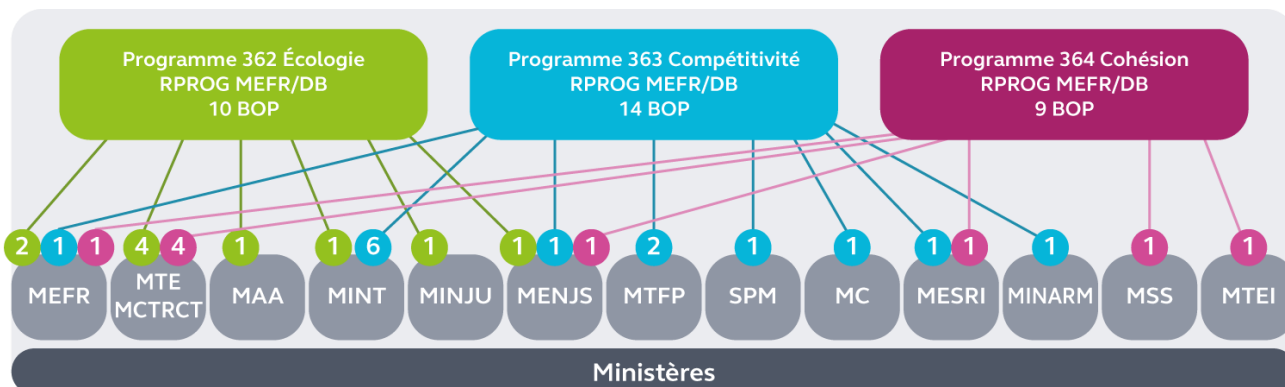 Programme 362 Écologie
RPROG MEFR/DB
10 BOP
Programme 363 Compétitivité
RPROG MEFR/DB
14 BOP
Programme 364 Cohésion
RPROG MEFR/DB
9 BOP
2 1 1 4 4 1 1 6 1 1 1 1 2 1 1 1 1 1 1 1
MEFR
MTE
MCTRCT
MAA
MINT
MINJU
MENJS
MTFP
SPM
MC
MESRI
MINARM
MSS
MTEI
Ministères